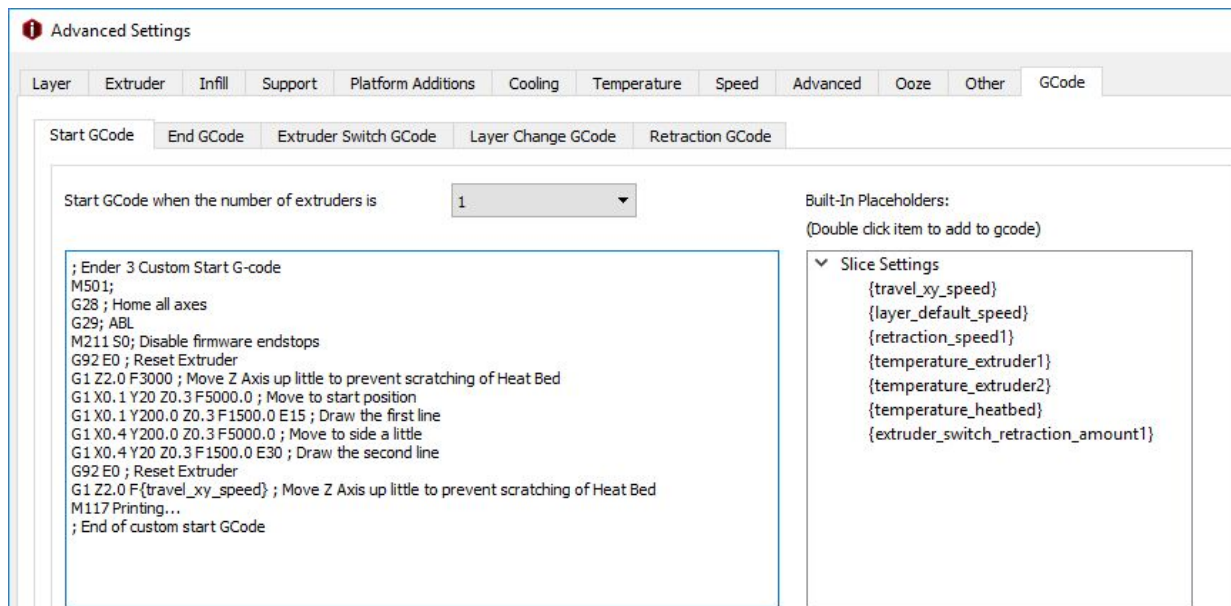 Advanced Settings
Layer Extruder Infill Support Platform Additions Cooling Temperature Speed Advanced Ooze Other GCode
Start GCode End GCode Extruder Switch GCode Layer Change GCode Retraction GCode
Start GCode when the number of extruders is 1
; Ender 3 Custom Start G-code
M501;
G28 ; Home all axes
G29; ABL
M211 S0; Disable firmware endstops
G92 E0 ; Reset Extruder
G1 Z2.0 F3000 ; Move Z Axis up little to prevent scratching of Heat Bed
G1 X0.1 Y20 Z0.3 F5000.0 ; Move to start position
G1 X0.1 Y200.0 Z0.3 F1500.0 E15 ; Draw the first line
G1 X0.4 Y200.0 Z0.3 F5000.0 ; Move to side a little
G1 X0.4 Y20 Z0.3 F1500.0 E30 ; Draw the second line
G92 E0 ; Reset Extruder
G1 Z2.0 F{travel_xy_speed} ; Move Z Axis up little to prevent scratching of Heat Bed
M117 Printing...
; End of custom start GCode
Built-In Placeholders:
(Double click item to add to gcode)
Slice Settings
{travel_xy_speed}
{layer_default_speed}
{retraction_speed1}
{temperature_extruder1}
{temperature_extruder2}
{temperature_heatbed}
{extruder_switch_retraction_amount1}